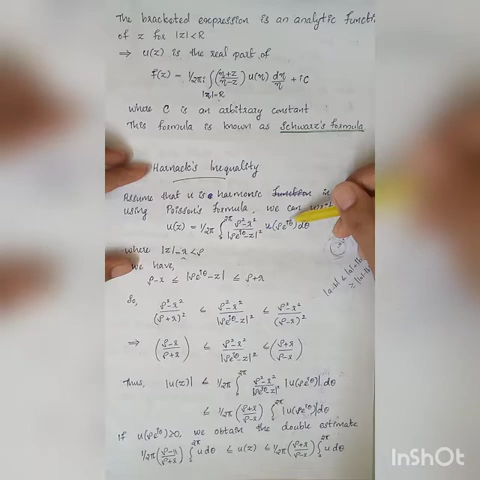 The bracketed expression is an analytic functi
of z for |z|<R
⇒ u(z) is the real part of
f(z) = 1/2πi ∫ |η|=R (η+z / η-z) u(η) dη/η + ic
where C is an arbitrary constant
This formula is known as Schwarz's formula
Harnack's Inequality
Assume that u is harmonic function in
using Poisson's Formula, we can
u(z) = 1/2π ∫₀^2π ρ²-r² / |ρe^iθ-z|² u(ρe^iθ) dθ
where |z|=r<ρ
We have,
ρ-r ≤ |ρe^iθ-z| ≤ ρ+r
So,
ρ²-r² / (ρ+r)² ≤ ρ²-r² / |ρe^iθ-z|² ≤ ρ²-r² / (ρ-r)²
⇒ (ρ-r / ρ+r) ≤ ρ²-r² / |ρe^iθ-z|² ≤ (ρ+r / ρ-r)
Thus, |u(z)| ≤ 1/2π ∫₀^2π ρ²-r² / |ρe^iθ-z|² |u(ρe^iθ)| dθ
≤ 1/2π (ρ+r / ρ-r) ∫₀^2π |u(ρe^iθ)| dθ
If u(ρe^iθ)≥0, we obtain the double estimate
1/2π (ρ-r / ρ+r) ∫₀^2π u dθ ≤ u(z) ≤ 1/2π (ρ+r / ρ-r) ∫₀^2π u dθ
InShOt